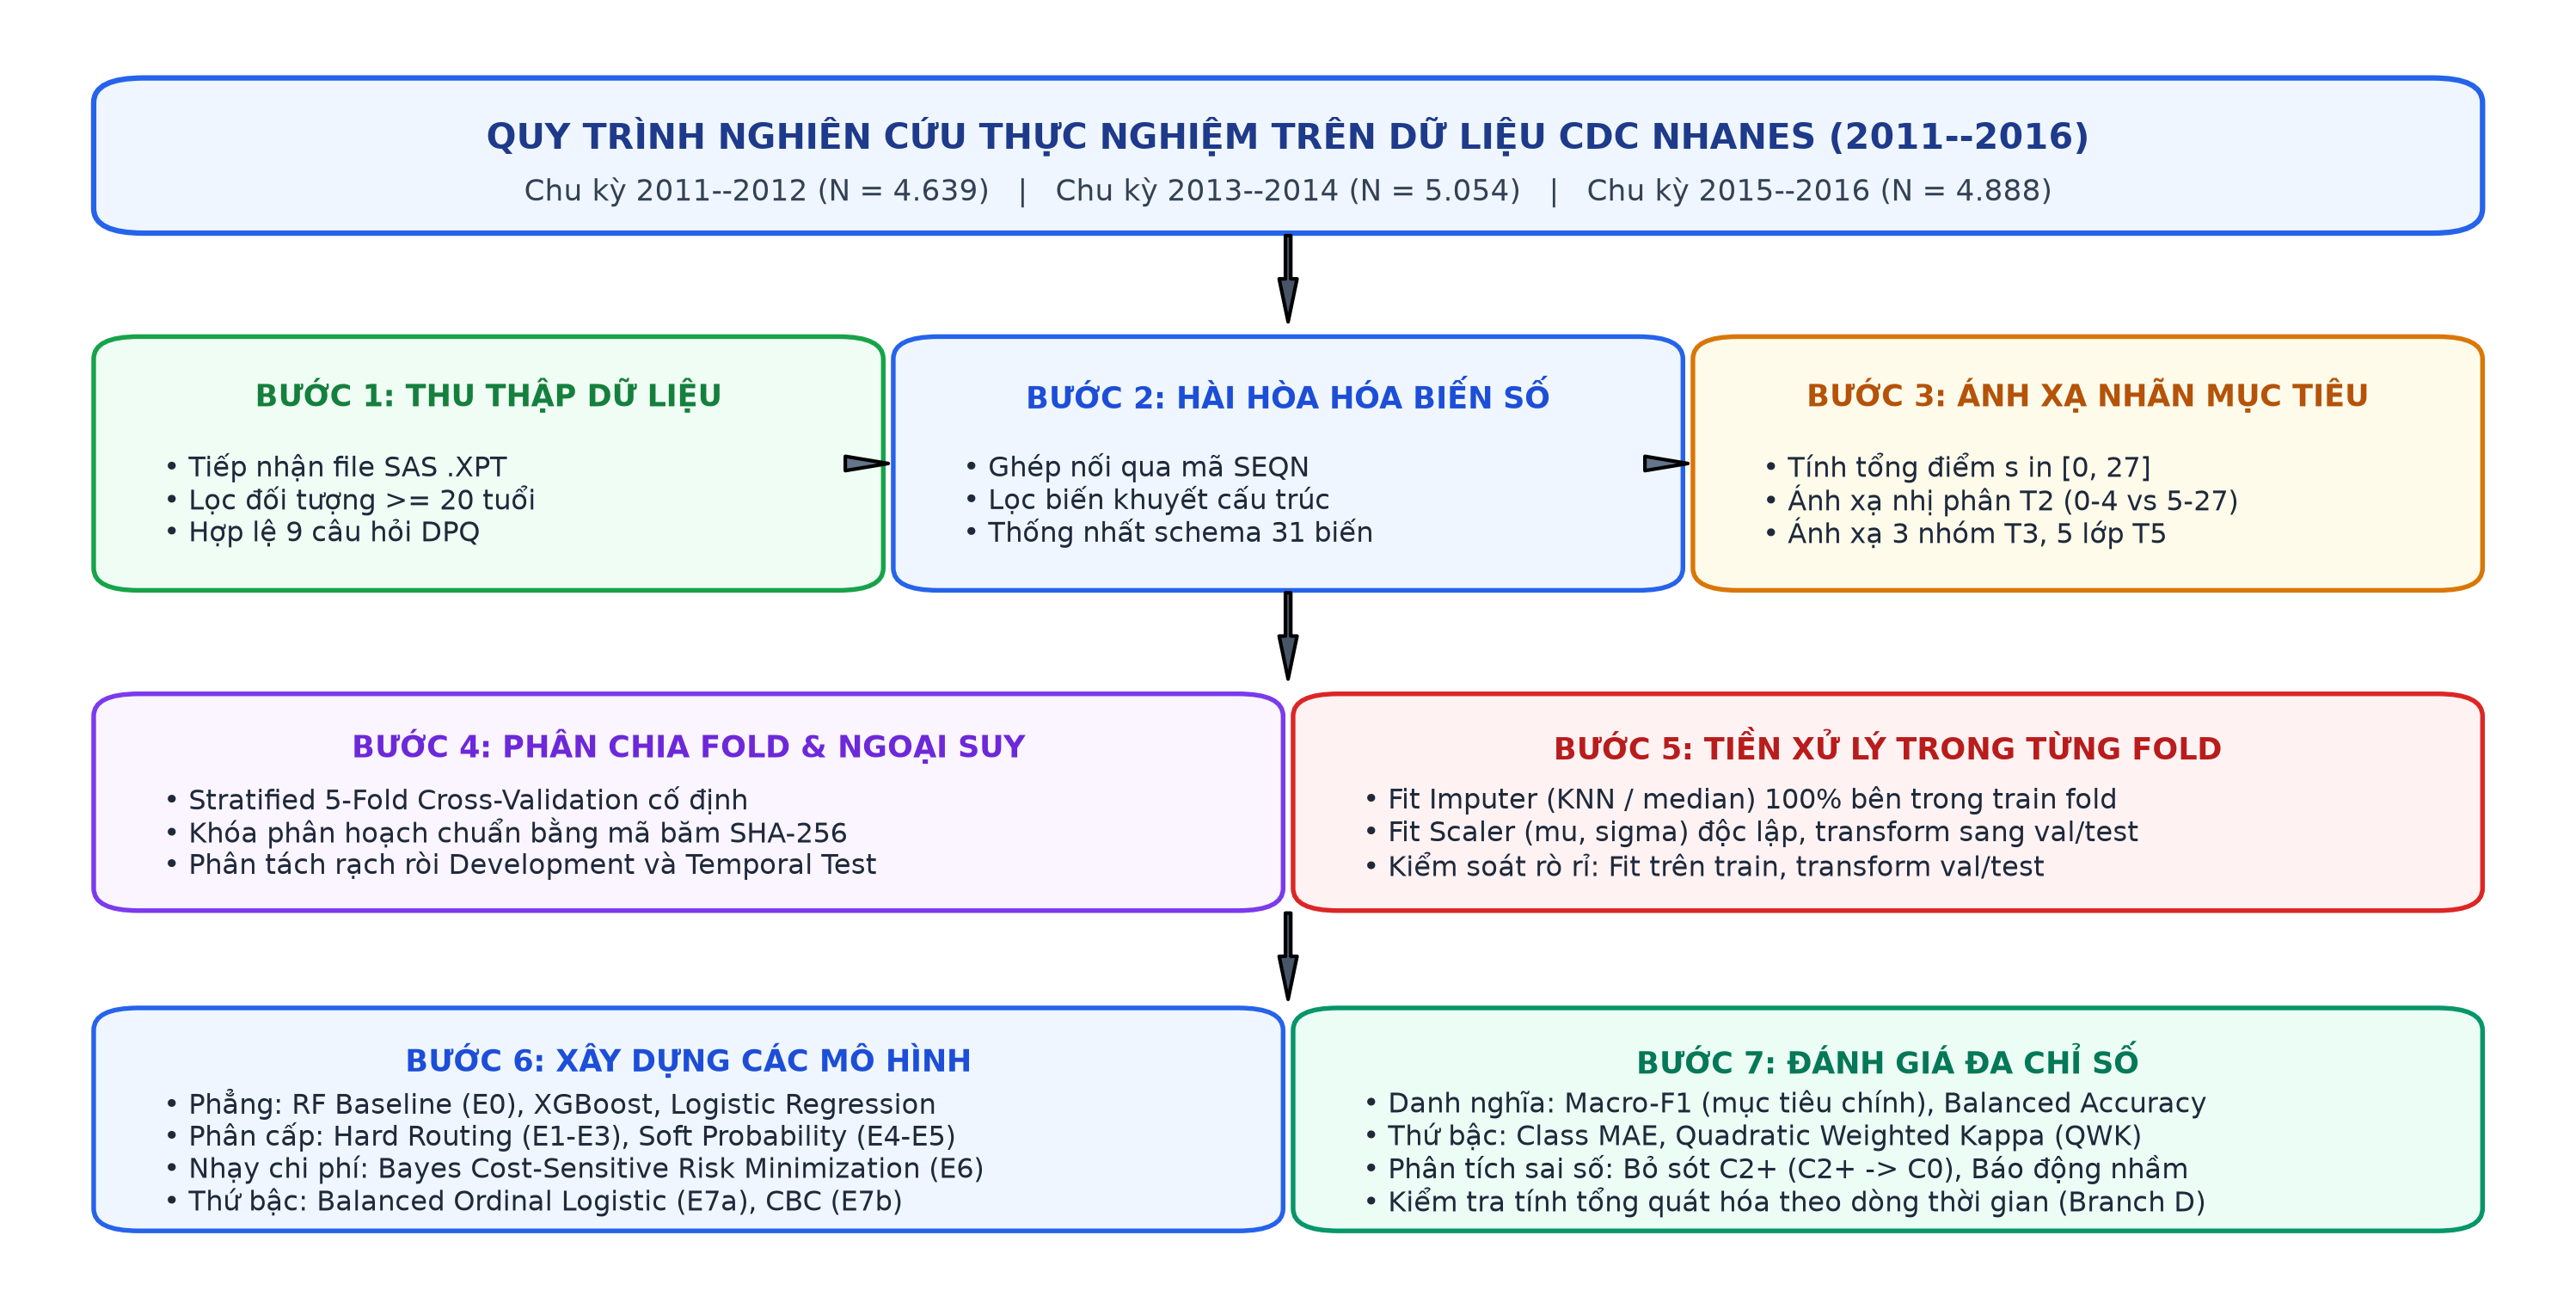 QUY TRÌNH NGHIÊN CỨU THỰC NGHIỆM TRÊN DỮ LIỆU CDC NHANES (2011--2016)
Chu kỳ 2011--2012 (N = 4.639) | Chu kỳ 2013--2014 (N = 5.054) | Chu kỳ 2015--2016 (N = 4.888)
BƯỚC 1: THU THẬP DỮ LIỆU
• Tiếp nhận file SAS .XPT
• Lọc đối tượng >= 20 tuổi
• Hợp lệ 9 câu hỏi DPQ
BƯỚC 2: HÀI HÒA HÓA BIẾN SỐ
• Ghép nối qua mã SEQN
• Lọc biến khuyết cấu trúc
• Thống nhất schema 31 biến
BƯỚC 3: ÁNH XẠ NHÃN MỤC TIÊU
• Tính tổng điểm s in [0, 27]
• Ánh xạ nhị phân T2 (0-4 vs 5-27)
• Ánh xạ 3 nhóm T3, 5 lớp T5
BƯỚC 4: PHÂN CHIA FOLD & NGOẠI SUY
• Stratified 5-Fold Cross-Validation cố định
• Khóa phân hoạch chuẩn bằng mã băm SHA-256
• Phân tách rạch ròi Development và Temporal Test
BƯỚC 5: TIỀN XỬ LÝ TRONG TỪNG FOLD
• Fit Imputer (KNN / median) 100% bên trong train fold
• Fit Scaler (mu, sigma) độc lập, transform sang val/test
• Kiểm soát rò rỉ: Fit trên train, transform val/test
BƯỚC 6: XÂY DỰNG CÁC MÔ HÌNH
• Phẳng: RF Baseline (E0), XGBoost, Logistic Regression
• Phân cấp: Hard Routing (E1-E3), Soft Probability (E4-E5)
• Nhạy chi phí: Bayes Cost-Sensitive Risk Minimization (E6)
• Thứ bậc: Balanced Ordinal Logistic (E7a), CBC (E7b)
BƯỚC 7: ĐÁNH GIÁ ĐA CHỈ SỐ
• Danh nghĩa: Macro-F1 (mục tiêu chính), Balanced Accuracy
• Thứ bậc: Class MAE, Quadratic Weighted Kappa (QWK)
• Phân tích sai số: Bỏ sót C2+ (C2+ -> C0), Báo động nhầm
• Kiểm tra tính tổng quát hóa theo dòng thời gian (Branch D)